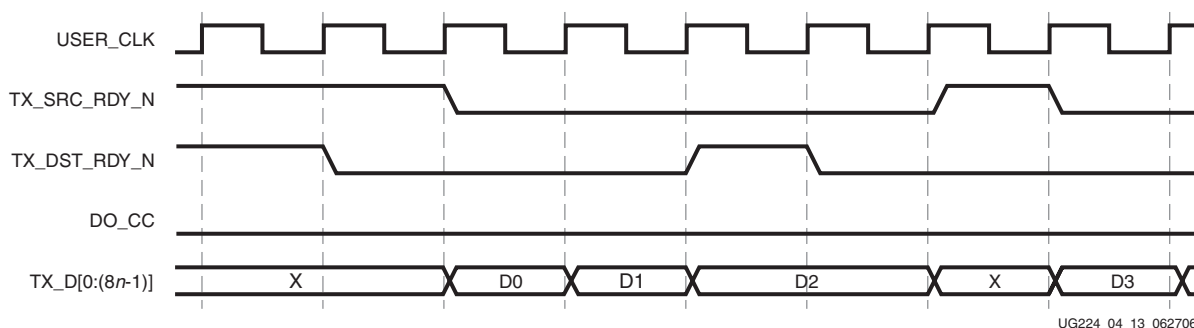 USER_CLK
TX_SRC_RDY_N
TX_DST_RDY_N
DO_CC
TX_D[0:(8n-1)] X D0 D1 D2 X D3
UG224_04_13_062706